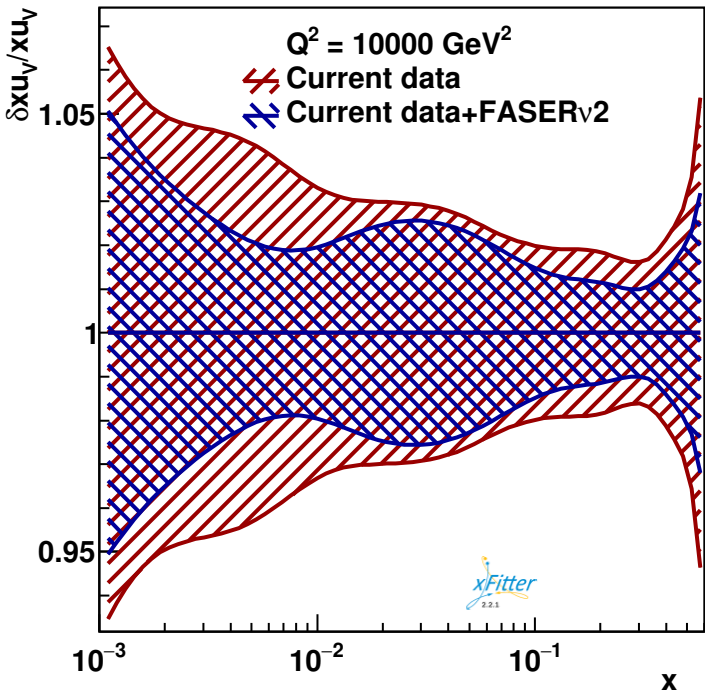 δxu_V/xu_V
Q² = 10000 GeV²
Current data
Current data+FASERν2
1.05
1
0.95
xFitter
2.2.1
10⁻³
10⁻²
10⁻¹
x